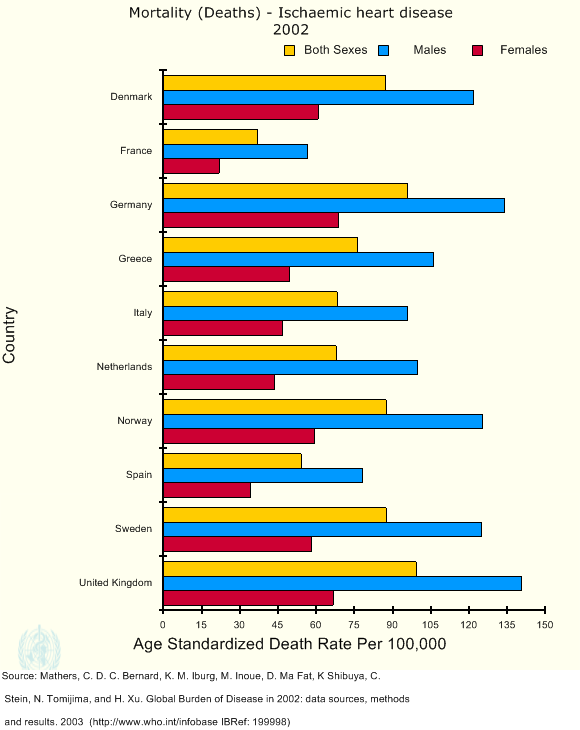 Mortality (Deaths) - Ischaemic heart disease
2002
Both Sexes Males Females
Denmark
France
Germany
Greece
Italy
Netherlands
Norway
Spain
Sweden
United Kingdom
Country
0 15 30 45 60 75 90 105 120 135 150
Age Standardized Death Rate Per 100,000
Source: Mathers, C. D. C. Bernard, K. M. Iburg, M. Inoue, D. Ma Fat, K Shibuya, C.
Stein, N. Tomijima, and H. Xu. Global Burden of Disease in 2002: data sources, methods
and results. 2003 (http://www.who.int/infobase IBRef: 199998)